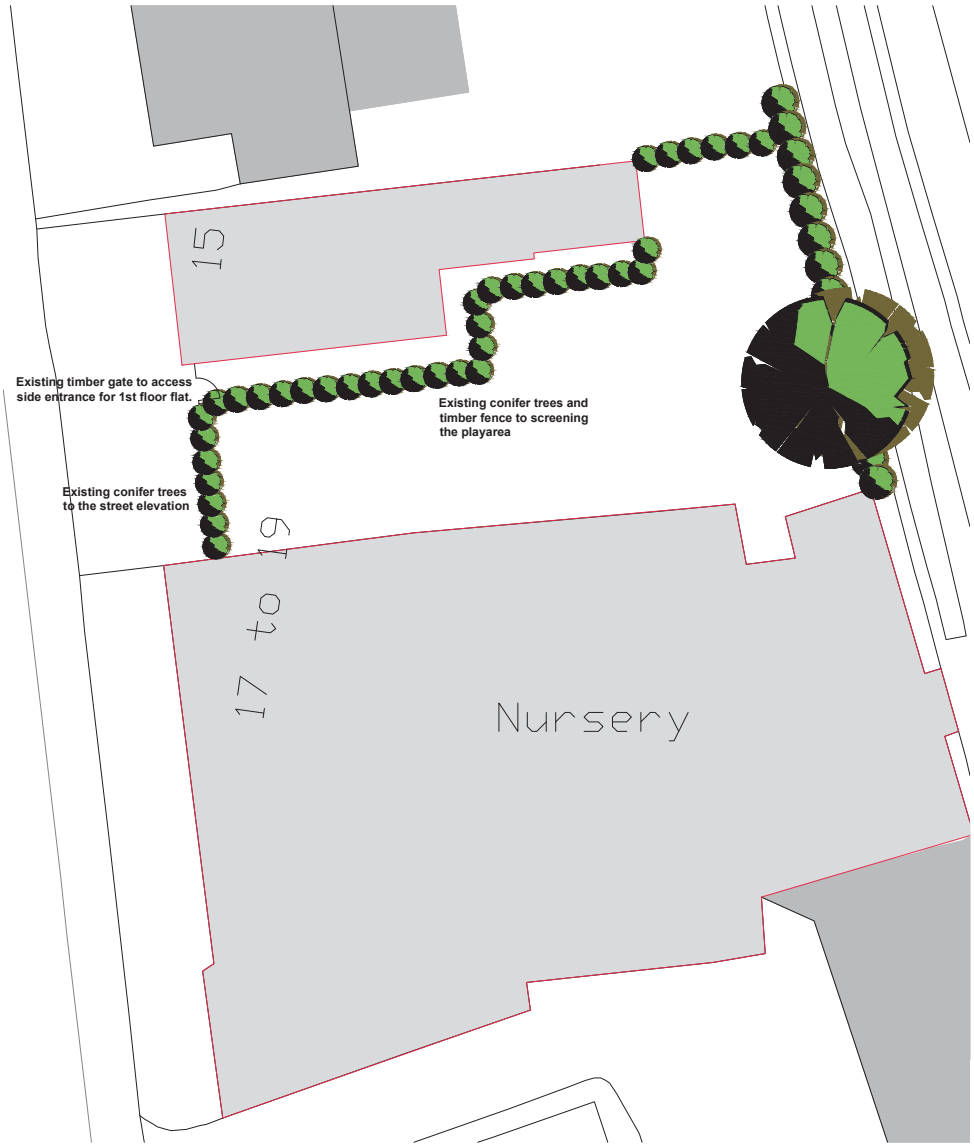 15
Existing timber gate to access
side entrance for 1st floor flat.
Existing conifer trees and
timber fence to screening
the playarea
Existing conifer trees
to the street elevation
17 to 19
Nursery